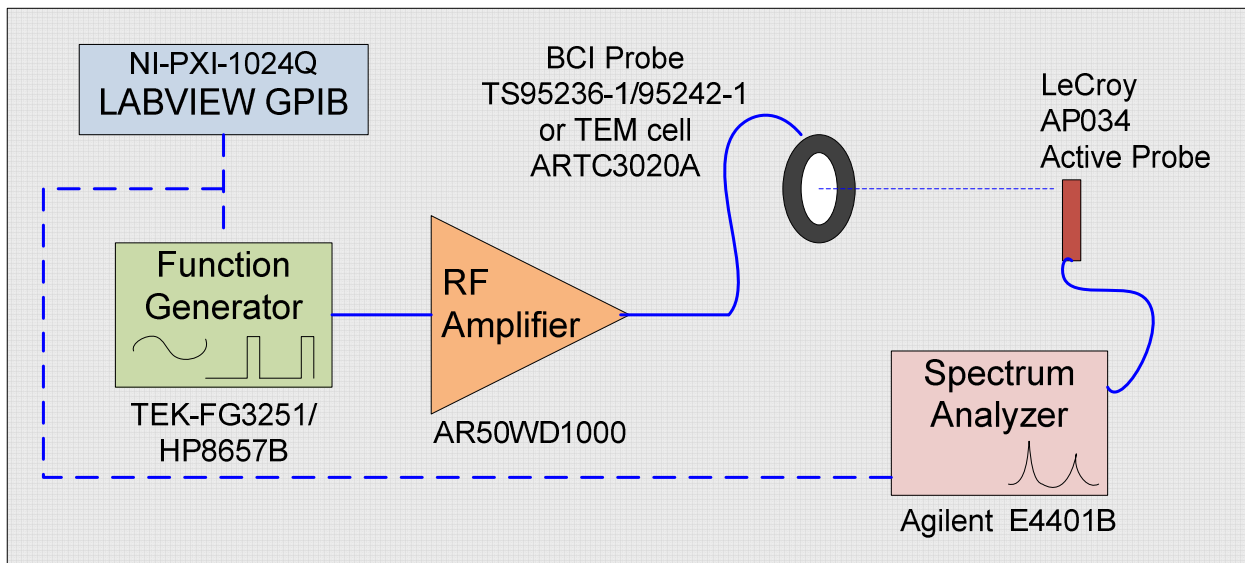 NI-PXI-1024Q
LABVIEW GPIB
BCI Probe
TS95236-1/95242-1
or TEM cell
ARTC3020A
LeCroy
AP034
Active Probe
Function
Generator
TEK-FG3251/
HP8657B
RF
Amplifier
AR50WD1000
Spectrum
Analyzer
Agilent E4401B